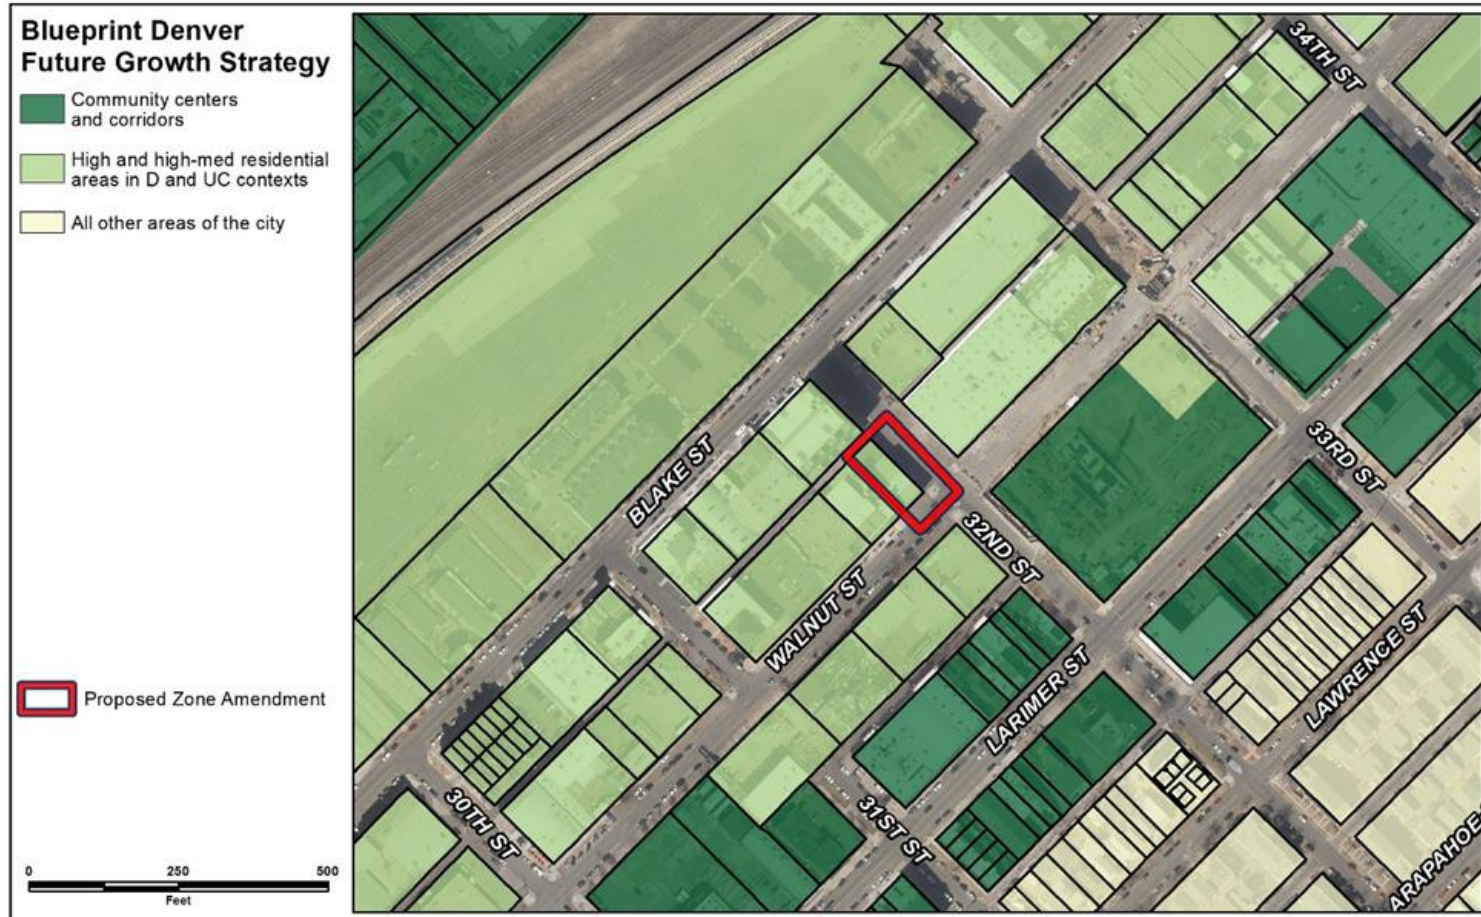 Blueprint Denver
Future Growth Strategy
Community centers
and corridors
High and high-med residential
areas in D and UC contexts
All other areas of the city
Proposed Zone Amendment
0 250 500
Feet
34TH ST
BLAKE ST
33RD ST
32ND ST
WALNUT ST
LAWRENCE ST
LARIMER ST
30TH ST
31ST ST
ARAPAHOE